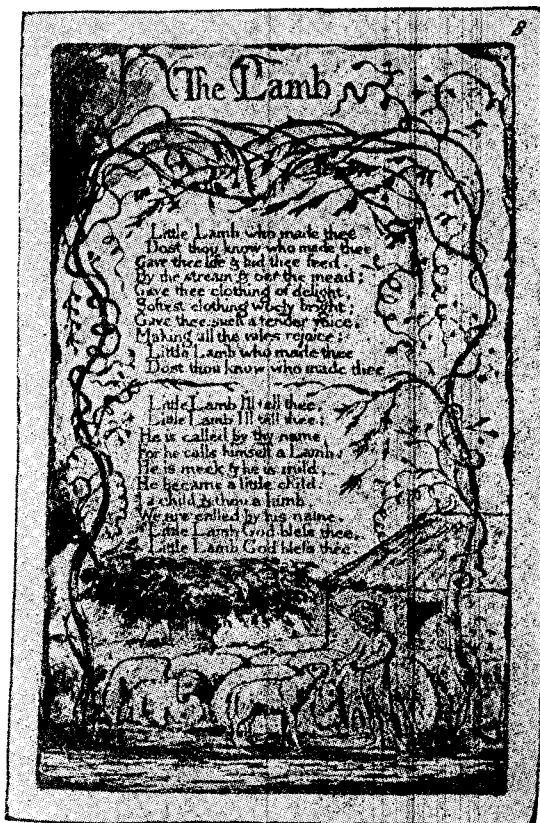 8
The Lamb
Little Lamb who made thee
Dost thou know who made thee
Gave thee life & bid thee feed.
By the stream & o'er the mead;
Gave thee clothing of delight,
Softest clothing wooly bright;
Gave thee such a tender voice,
Making all the vales rejoice:
Little Lamb who made thee
Dost thou know who made thee
Little Lamb I'll tell thee,
Little Lamb I'll tell thee;
He is called by thy name,
For he calls himself a Lamb:
He is meek & he is mild,
He became a little child:
I a child & thou a lamb,
We are called by his name.
Little Lamb God bless thee.
Little Lamb God bless thee.